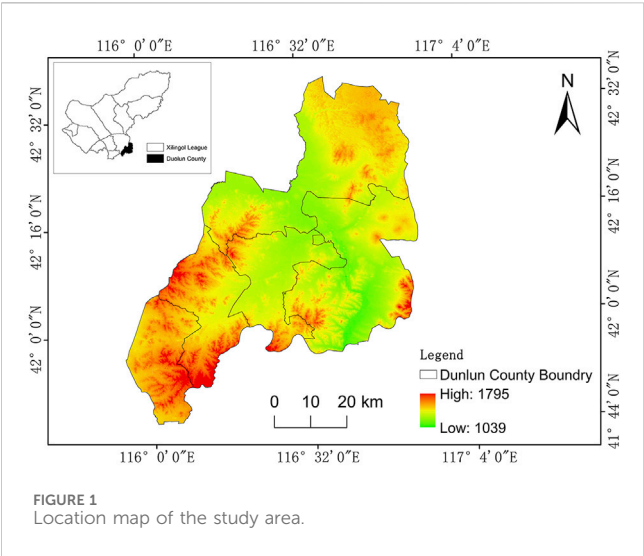 116° 0′ 0″E
116° 32′ 0″E
117° 4′ 0″E
42° 32′ 0″N
42° 16′ 0″N
42° 0′ 0″N
Xilingol League
Duolun County
N
42° 32′ 0″N
42° 16′ 0″N
42° 0′ 0″N
41° 44′ 0″N
Legend
Dunlun County Boundry
High: 1795
Low: 1039
0 10 20 km
116° 0′ 0″E
116° 32′ 0″E
117° 4′ 0″E
FIGURE 1
Location map of the study area.